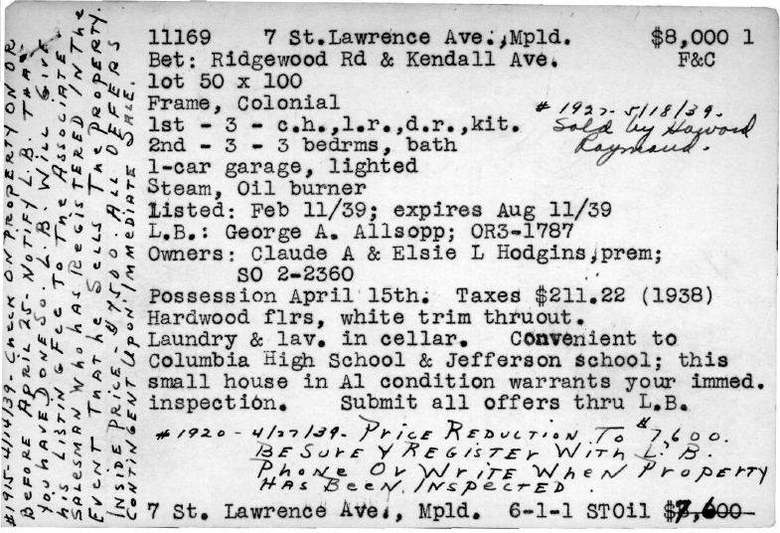 11169 7 St.Lawrence Ave.,Mpld. $8,000 1
Bet: Ridgewood Rd & Kendall Ave. F&C
lot 50 x 100
Frame, Colonial
1st - 3 - c.h.,l.r.,d.r.,kit.
2nd - 3 - 3 bedrms, bath
1-car garage, lighted
Steam, Oil burner
Listed: Feb 11/39; expires Aug 11/39
L.B.: George A. Allsopp; OR3-1787
Owners: Claude A & Elsie L Hodgins,prem;
SO 2-2360
Possession April 15th. Taxes $211.22 (1938)
Hardwood flrs, white trim thruout.
Laundry & lav. in cellar. Convenient to
Columbia High School & Jefferson school; this
small house in A1 condition warrants your immed.
inspection. Submit all offers thru L.B.
# 1927-5/18/39-
Sold by Haywood
Raymond.
#1920-4/27/39- PRICE REDUCTION TO $7,600.
BE SURE & REGISTER WITH L. B.
PHONE OR WRITE WHEN PROPERTY
HAS BEEN INSPECTED.
7 St. Lawrence Ave., Mpld. 6-1-1 STOil $7,600
#1915-4/14/39-CHECK ON PROPERTY ON OR
BEFORE APRIL 25-NOTIFY L.B. THAT
YOU HAVE DONE SO. L.B. WILL GIVE
HIS LISTING FEE TO THE ASSOCIATE
SALESMAN WHO HAS REGISTERED IN THE
EVENT THAT HE SELLS THE PROPERTY.
INSIDE PRICE, $7500. ALL OFFERS
CONTINGENT UPON IMMEDIATE SALE.